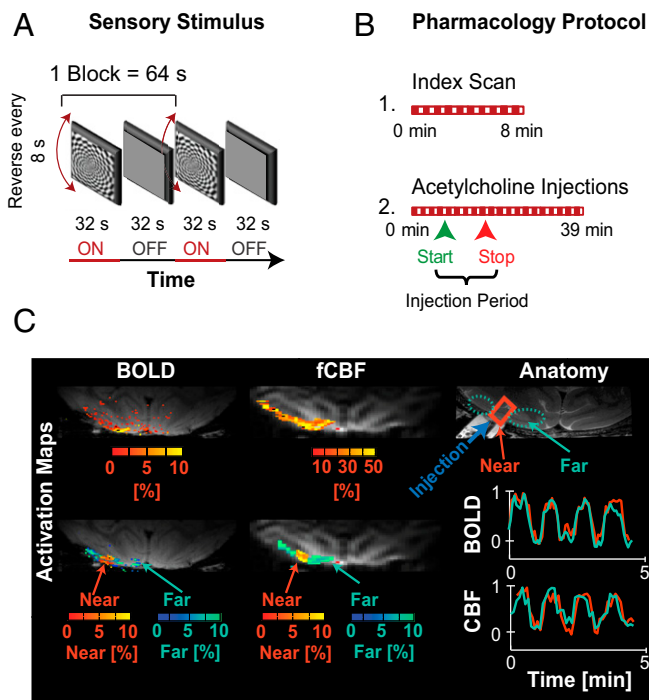 A Sensory Stimulus
1 Block = 64 s
Reverse every
8 s
32 s 32 s 32 s 32 s
ON OFF ON OFF
Time
B Pharmacology Protocol
Index Scan
1.
0 min 8 min
Acetylcholine Injections
2.
0 min 39 min
Start Stop
Injection Period
C
BOLD fCBF Anatomy
Activation Maps
0 5 10
[%]
10 30 50
[%]
Injection
Near
Far
Near Far
0 5 10 0 5 10
Near [%] Far [%]
Near Far
0 5 10 0 5 10
Near [%] Far [%]
BOLD
1
0
0 5
CBF
1
0
0 5
Time [min]